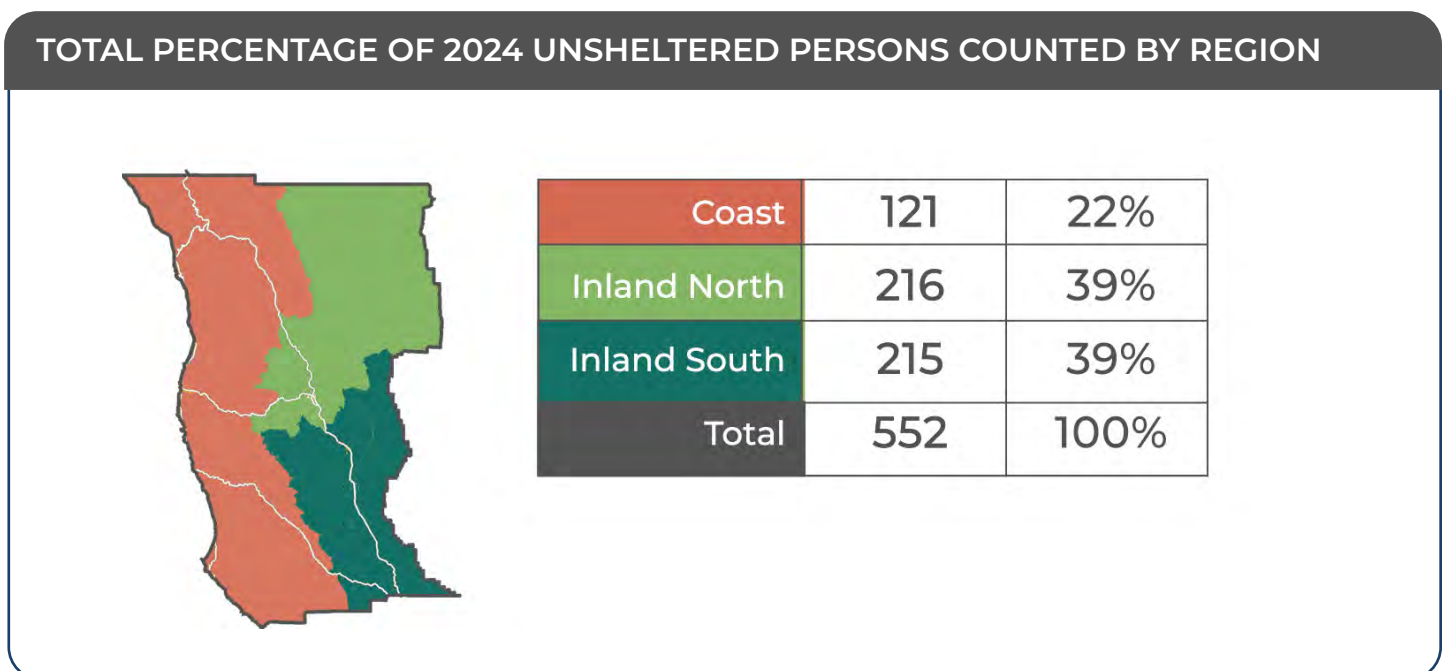 TOTAL PERCENTAGE OF 2024 UNSHELTERED PERSONS COUNTED BY REGION
Coast 121 22%
Inland North 216 39%
Inland South 215 39%
Total 552 100%